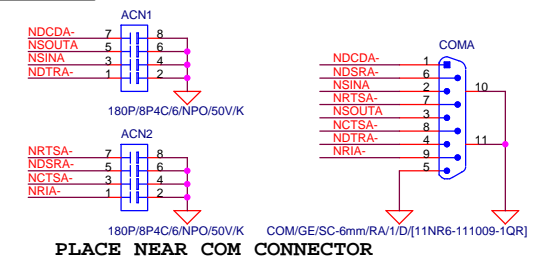 ACN1
NDCDA- 7 8
NSOUTA 5 6
NSINA 3 4
NDTRA- 1 2
180P/8P4C/6/NPO/50V/K
ACN2
NRTSA- 7 8
NDSRA- 5 6
NCTSA- 3 4
NRIA- 1 2
180P/8P4C/6/NPO/50V/K
COMA
NDCDA- 1
NDSRA- 6
NSINA 2 10
NRTSA- 7
NSOUTA 3
NCTSA- 8
NDTRA- 4 11
NRIA- 9
5
COM/GE/SC-6mm/RA/1/D/[11NR6-111009-1QR]
PLACE NEAR COM CONNECTOR